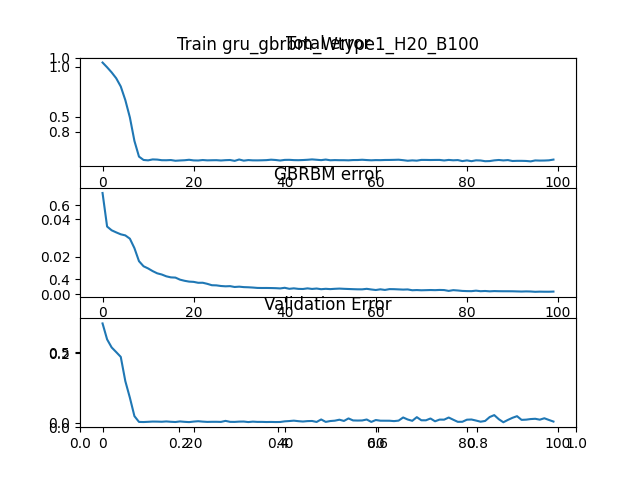 Train gru_gbrbm_Wtype1_H20_B100
Total error
1.0
1.0
0.5
0.8
0 20 40 60 80 100
GBRBM error
0.6
0.04
0.02
0.4
0.00
0 20 40 60 80 100
Validation Error
0.5
0.2
0.0
0.0
0.0 0 0.2 20 0.4 40 0.6 60 0.8 80 1.0 100